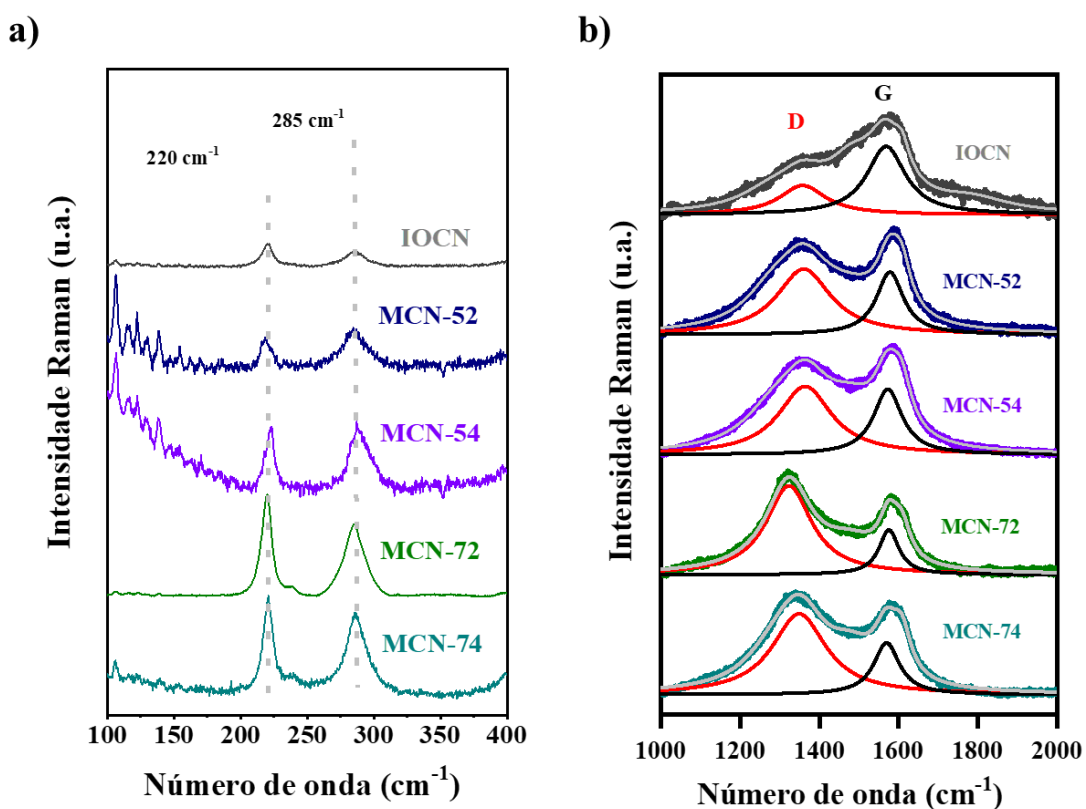 a)
220 cm⁻¹
285 cm⁻¹
IOCN
MCN-52
MCN-54
MCN-72
MCN-74
Intensidade Raman (u.a.)
100 150 200 250 300 350 400
Número de onda (cm⁻¹)
b)
D
G
IOCN
MCN-52
MCN-54
MCN-72
MCN-74
Intensidade Raman (u.a.)
1000 1200 1400 1600 1800 2000
Número de onda (cm⁻¹)